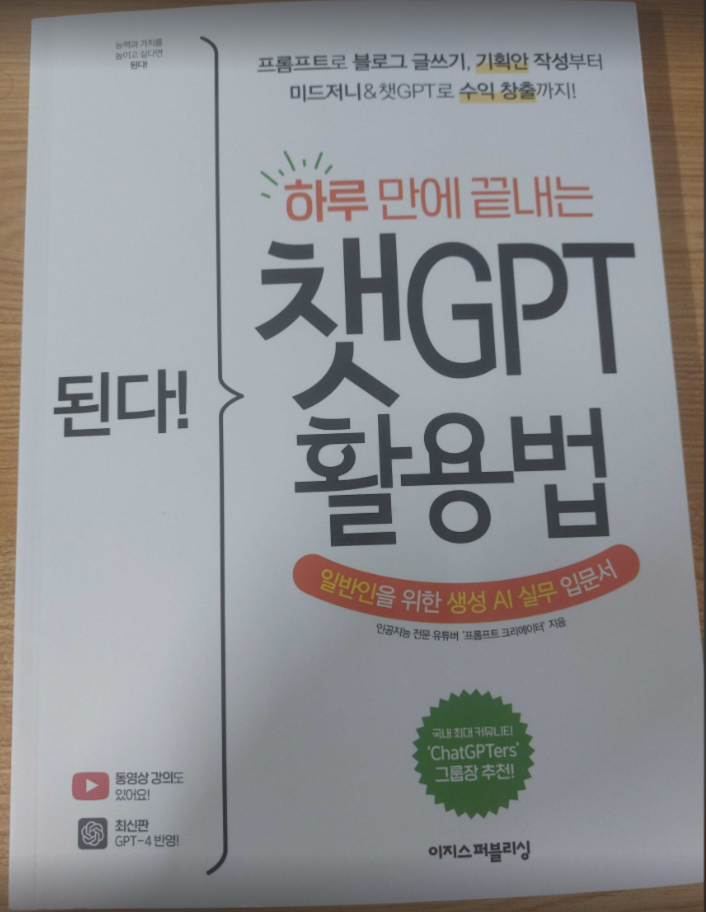 능력과 가치를
높이고 싶다면
된다!
프롬프트로 블로그 글쓰기, 기획안 작성부터
미드저니&챗GPT로 수익 창출까지!
하루 만에 끝내는
챗GPT
활용법
된다!
일반인을 위한 생성 AI 실무 입문서
인공지능 전문 유튜버 '프롬프트 크리에이터' 지음
국내 최대 커뮤니티
'ChatGPTers'
그룹장 추천!
동영상 강의도
있어요!
최신판
GPT-4 반영!
이지스 퍼블리싱